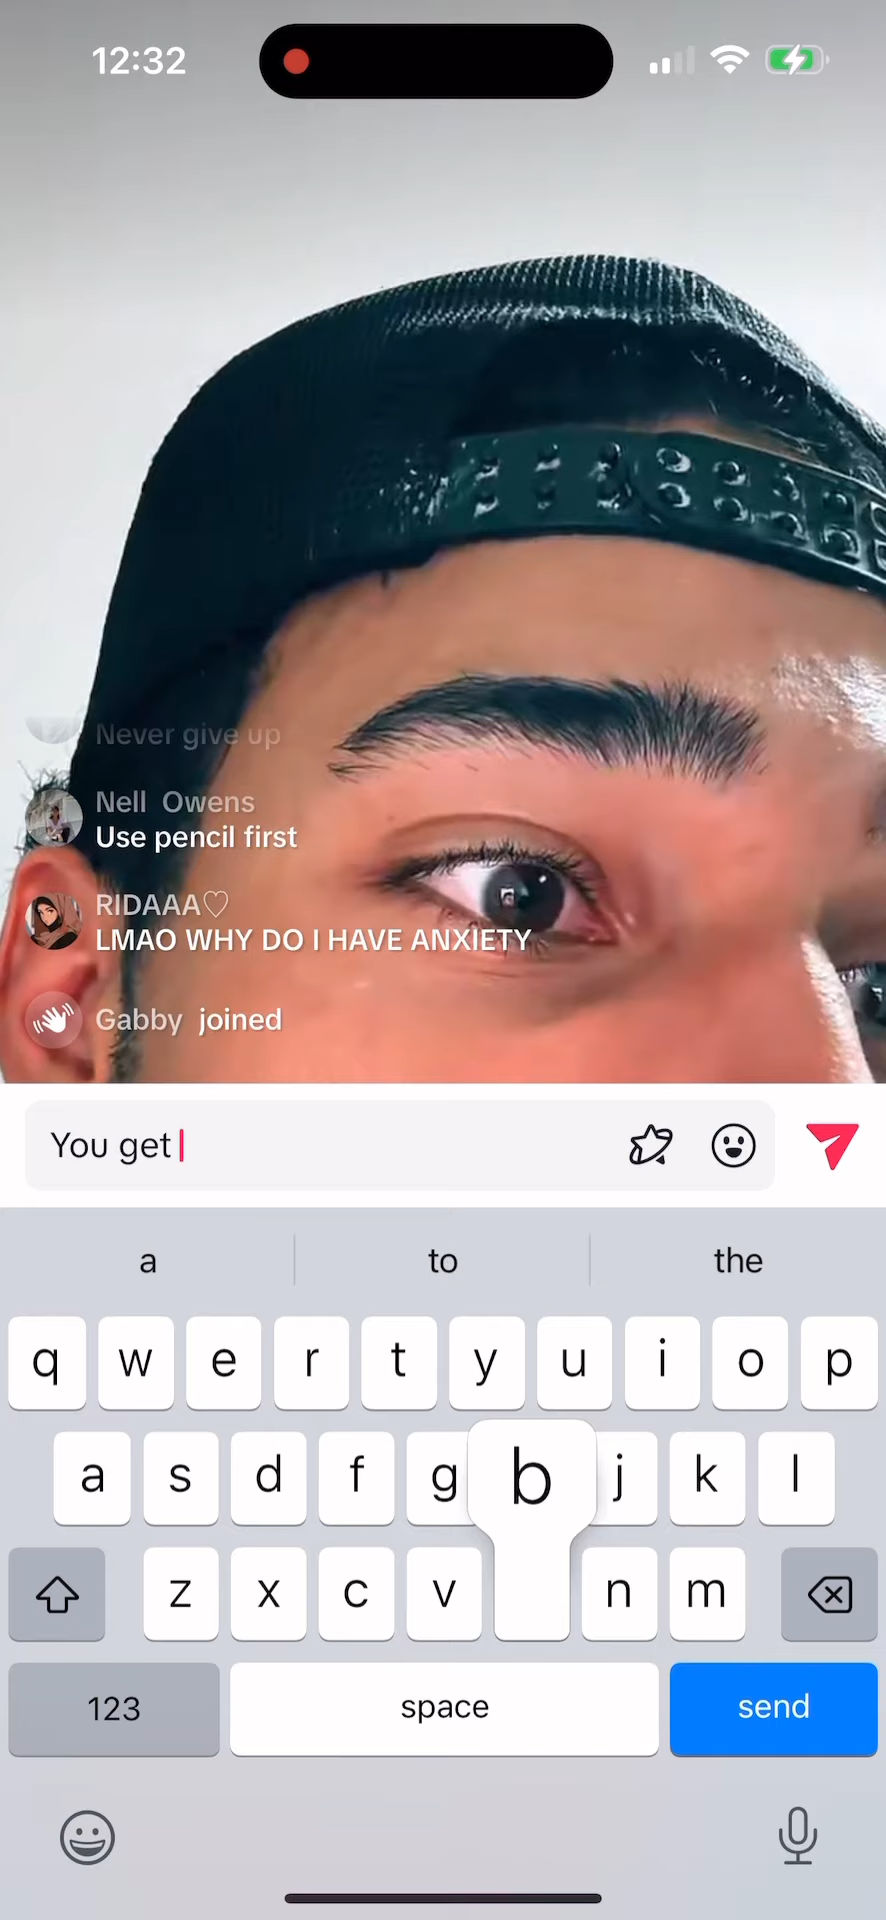 12:32
Never give up
Nell Owens
Use pencil first
RIDAAA♡
LMAO WHY DO I HAVE ANXIETY
Gabby joined
You get
a to the
q w e r t y u i o p
a s d f g b j k l
z x c v n m
123 space send